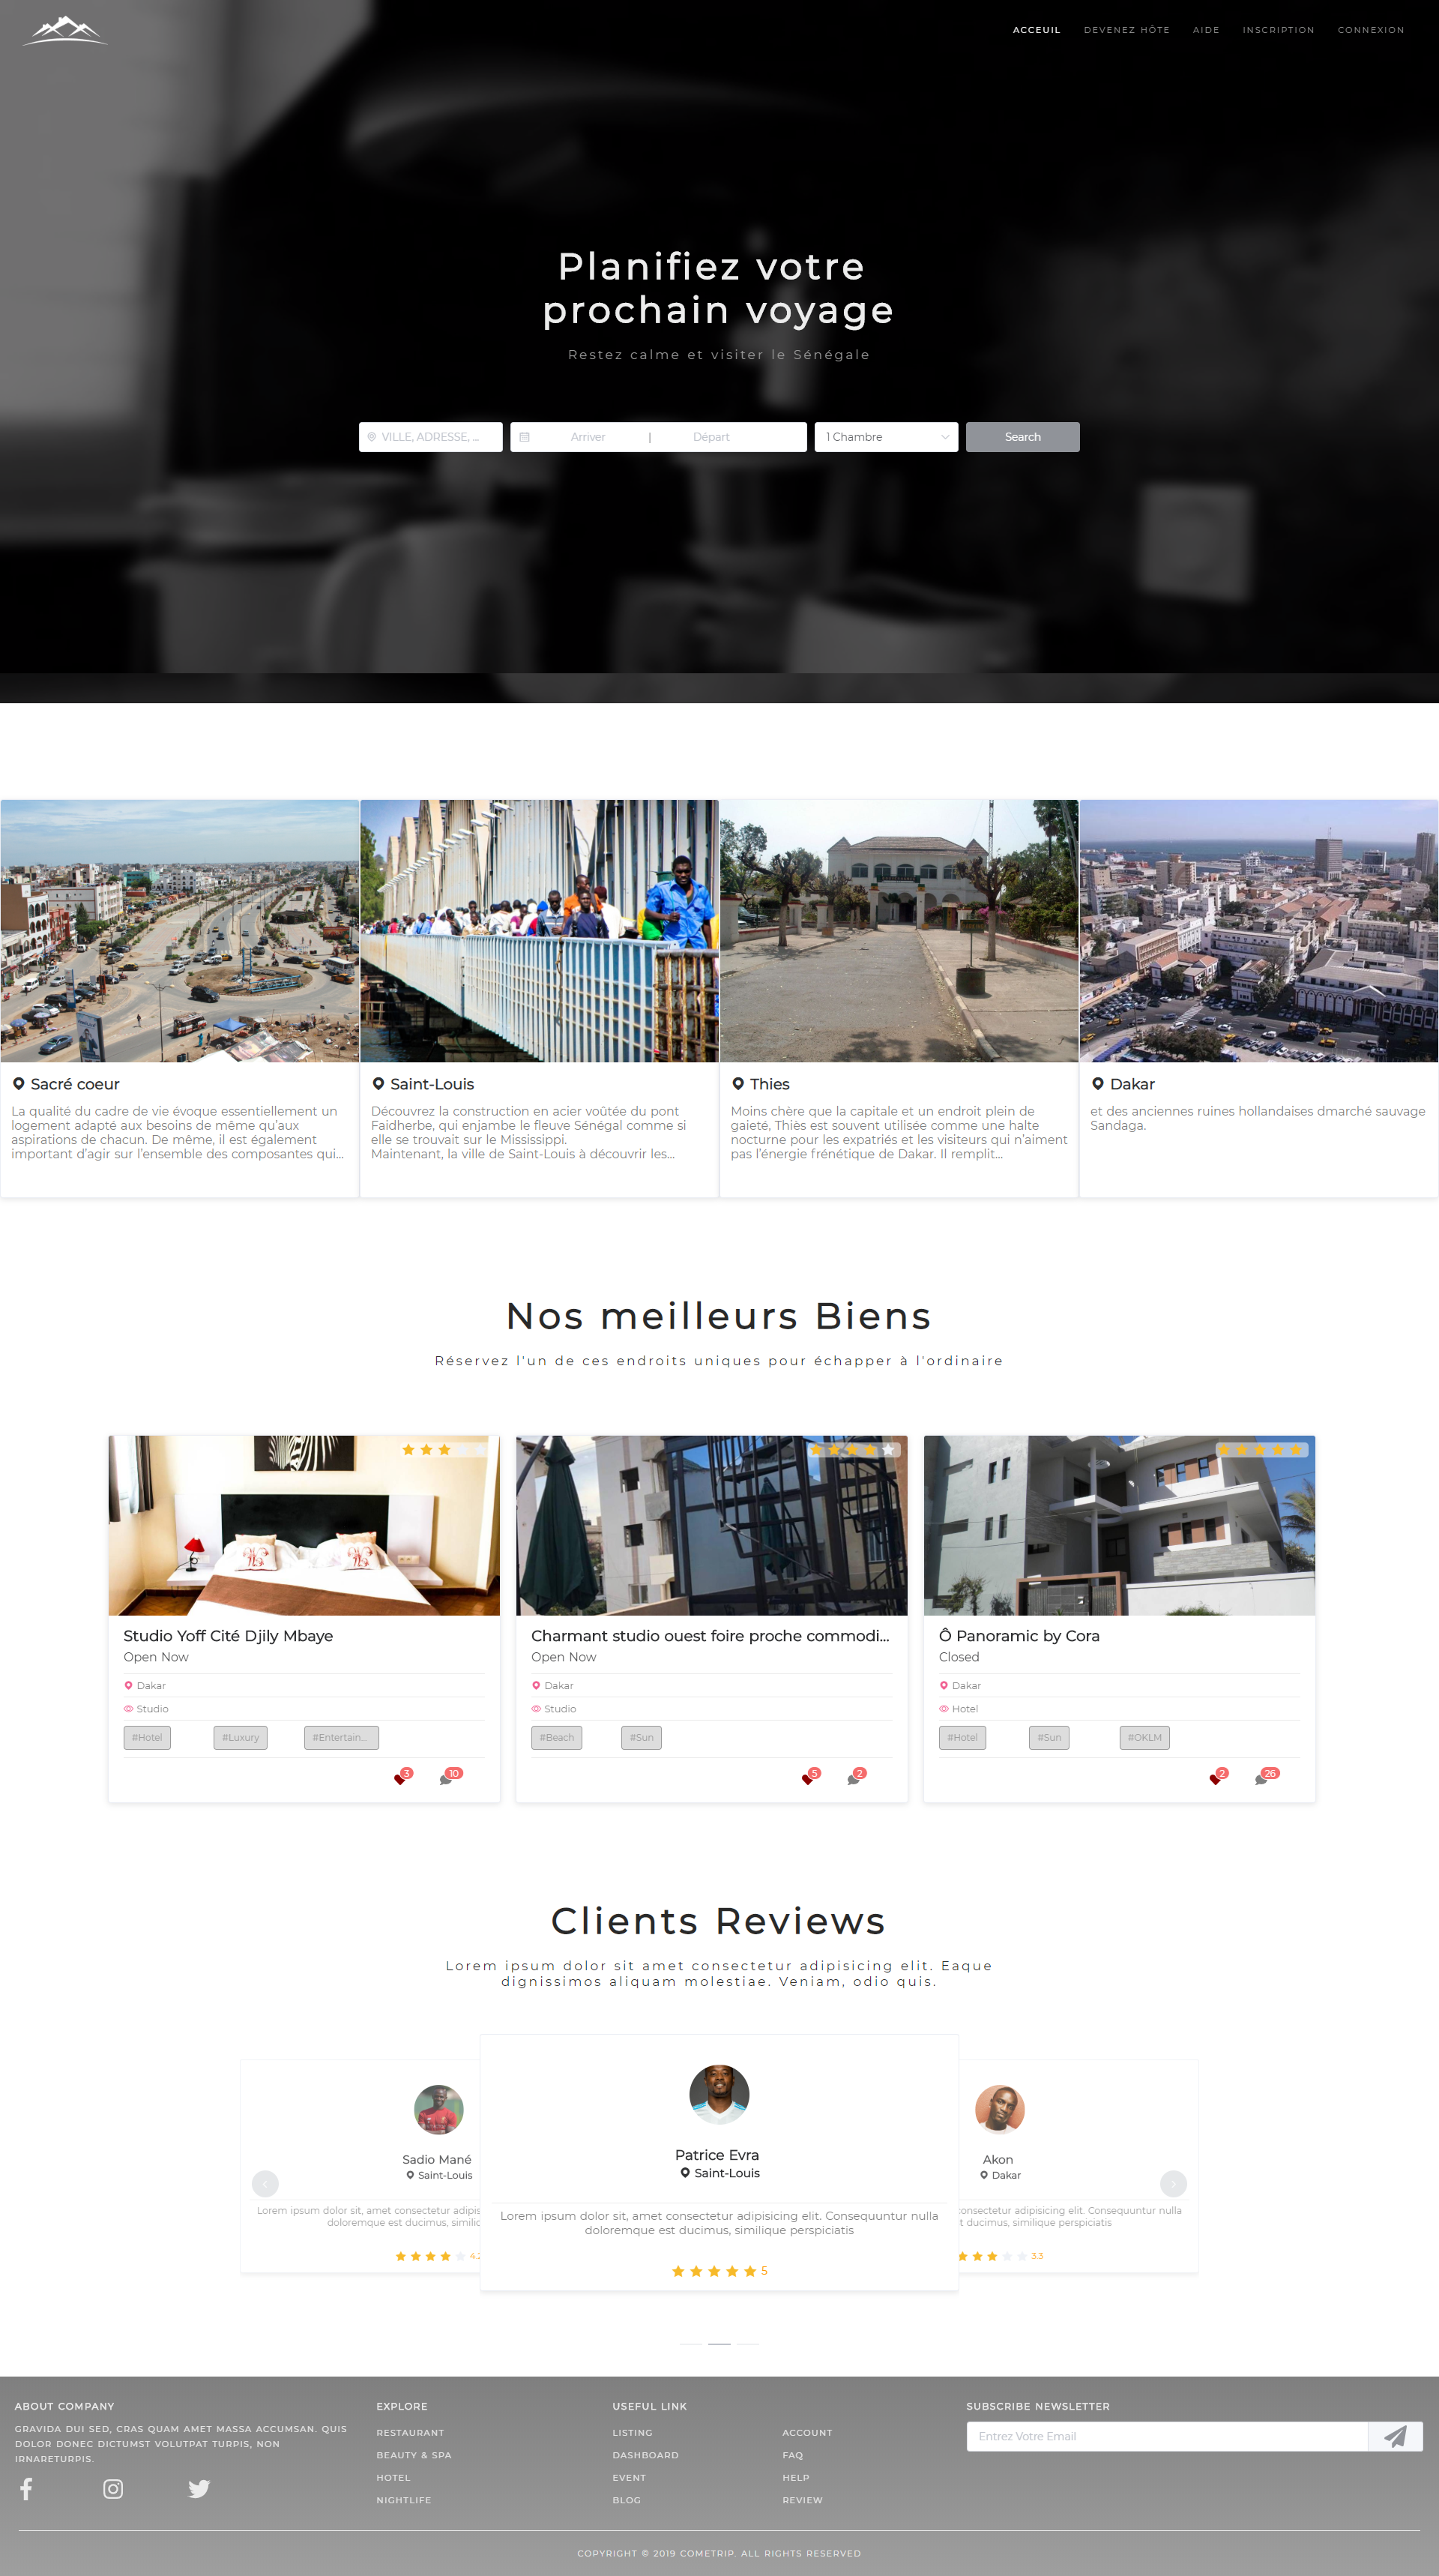 ACCEUIL DEVENEZ HÔTE AIDE INSCRIPTION CONNEXION
Planifiez votre
prochain voyage
Restez calme et visiter le Sénégale
VILLE, ADRESSE, ... Arriver | Départ 1 Chambre Search
Sacré coeur
La qualité du cadre de vie évoque essentiellement un
logement adapté aux besoins de même qu’aux
aspirations de chacun. De même, il est également
important d’agir sur l’ensemble des composantes qui...
Saint-Louis
Découvrez la construction en acier voûtée du pont
Faidherbe, qui enjambe le fleuve Sénégal comme si
elle se trouvait sur le Mississippi.
Maintenant, la ville de Saint-Louis à découvrir les...
Thies
Moins chère que la capitale et un endroit plein de
gaieté, Thiès est souvent utilisée comme une halte
nocturne pour les expatriés et les visiteurs qui n’aiment
pas l’énergie frénétique de Dakar. Il remplit...
Dakar
et des anciennes ruines hollandaises dmarché sauvage
Sandaga.
Nos meilleurs Biens
Réservez l'un de ces endroits uniques pour échapper à l'ordinaire
Studio Yoff Cité Djily Mbaye
Open Now
Dakar
Studio
#Hotel #Luxury #Entertain...
3 10
Charmant studio ouest foire proche commodi...
Open Now
Dakar
Studio
#Beach #Sun
5 2
Ô Panoramic by Cora
Closed
Dakar
Hotel
#Hotel #Sun #OKLM
2 26
Clients Reviews
Lorem ipsum dolor sit amet consectetur adipisicing elit. Eaque
dignissimos aliquam molestiae. Veniam, odio quis.
Sadio Mané
Saint-Louis
Lorem ipsum dolor sit, amet consectetur
doloremque est ducimus,
Patrice Evra
Saint-Louis
Lorem ipsum dolor sit, amet consectetur adipisicing elit. Consequuntur nulla
doloremque est ducimus, similique perspiciatis
5
Akon
Dakar
consectetur adipisicing elit. Consequuntur nulla
ducimus, similique perspiciatis
3.3
ABOUT COMPANY
GRAVIDA DUI SED, CRAS QUAM AMET MASSA ACCUMSAN. QUIS
DOLOR DONEC DICTUMST VOLUTPAT TURPIS, NON
IRNARETURPIS.
EXPLORE
RESTAURANT
BEAUTY & SPA
HOTEL
NIGHTLIFE
USEFUL LINK
LISTING
DASHBOARD
EVENT
BLOG
ACCOUNT
FAQ
HELP
REVIEW
SUBSCRIBE NEWSLETTER
Entrez Votre Email
COPYRIGHT © 2019 COMETRIP. ALL RIGHTS RESERVED